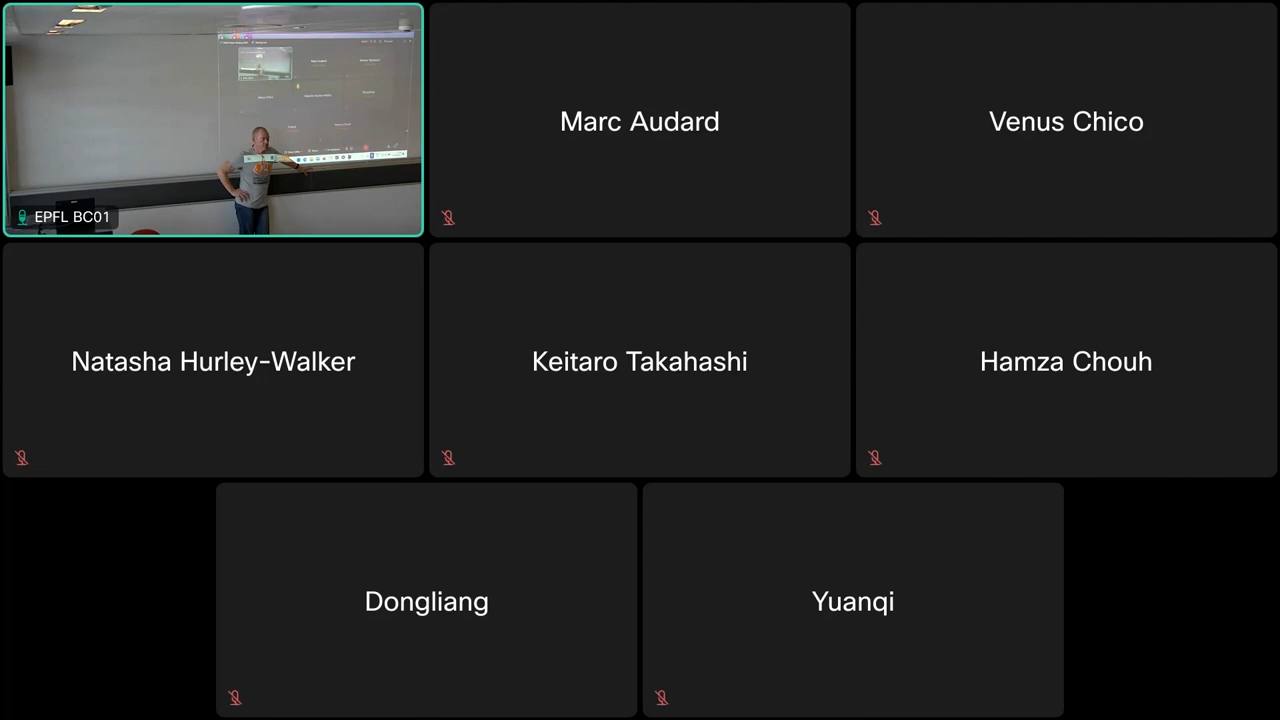 EPFL BC01
Marc Audard
Venus Chico
Natasha Hurley-Walker
Keitaro Takahashi
Hamza Chouh
Dongliang
Yuanqi